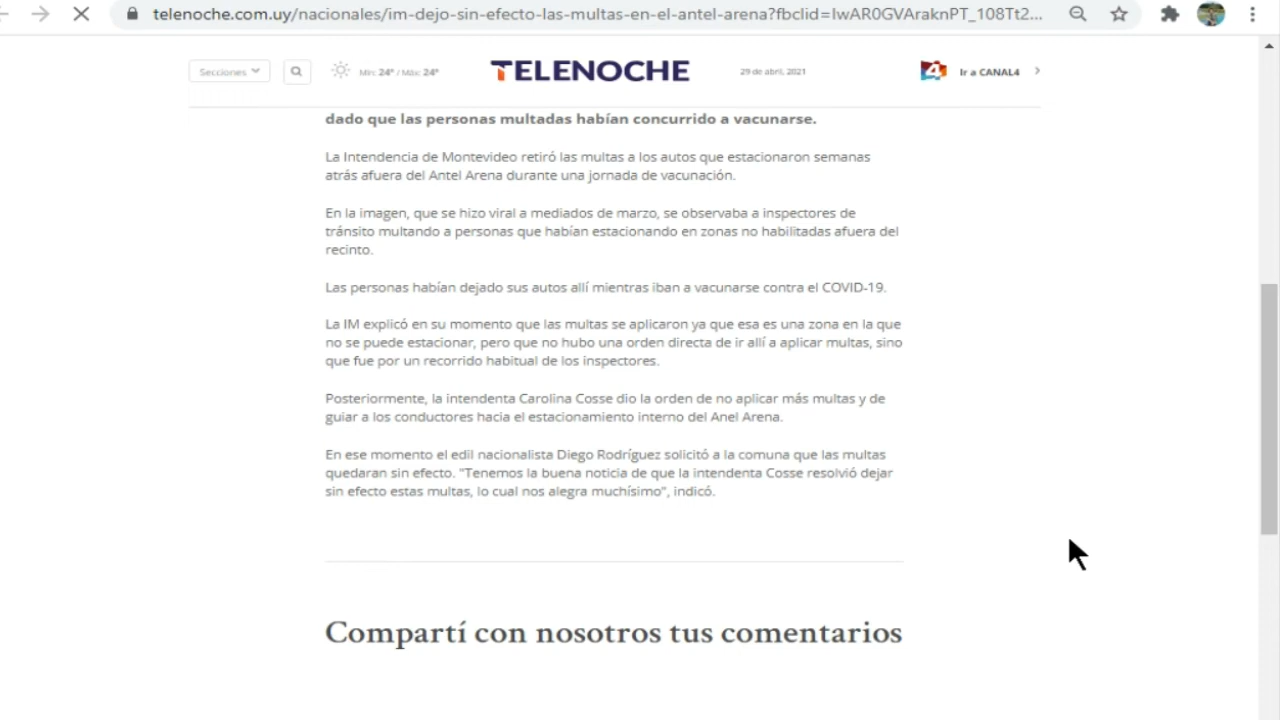 telenoche.com.uy/nacionales/im-dejo-sin-efecto-las-multas-en-el-antel-arena?fbclid=IwAR0GVAraknPT_108Tt2...
Secciones
Mín: 24° / Máx: 24°
TELENOCHE
29 de abril, 2021
4
Ir a CANAL4
dado que las personas multadas habían concurrido a vacunarse.
La Intendencia de Montevideo retiró las multas a los autos que estacionaron semanas
atrás afuera del Antel Arena durante una jornada de vacunación.
En la imagen, que se hizo viral a mediados de marzo, se observaba a inspectores de
tránsito multando a personas que habían estacionando en zonas no habilitadas afuera del
recinto.
Las personas habían dejado sus autos allí mientras iban a vacunarse contra el COVID-19.
La IM explicó en su momento que las multas se aplicaron ya que esa es una zona en la que
no se puede estacionar, pero que no hubo una orden directa de ir allí a aplicar multas, sino
que fue por un recorrido habitual de los inspectores.
Posteriormente, la intendenta Carolina Cosse dio la orden de no aplicar más multas y de
guiar a los conductores hacia el estacionamiento interno del Anel Arena.
En ese momento el edil nacionalista Diego Rodríguez solicitó a la comuna que las multas
quedaran sin efecto. "Tenemos la buena noticia de que la intendenta Cosse resolvió dejar
sin efecto estas multas, lo cual nos alegra muchísimo", indicó.
Compartí con nosotros tus comentarios